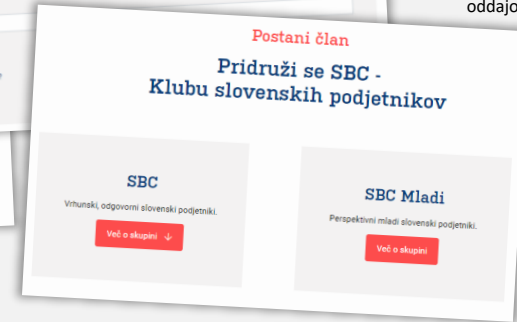 oddajo
Postani član
Pridruži se SBC -
Klubu slovenskih podjetnikov
SBC
Vrhunski, odgovorni slovenski podjetniki.
Več o skupini ↓
SBC Mladi
Perspektivni mladi slovenski podjetniki.
Več o skupini